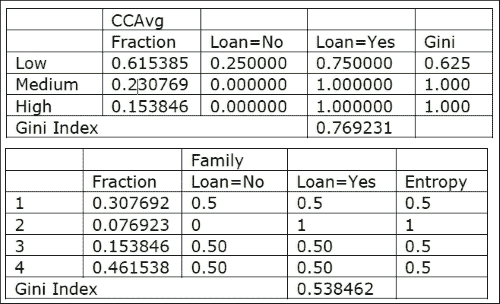 CCAvg
Fraction Loan=No Loan=Yes Gini
Low 0.615385 0.250000 0.750000 0.625
Medium 0.230769 0.000000 1.000000 1.000
High 0.153846 0.000000 1.000000 1.000
Gini Index 0.769231
Family
Fraction Loan=No Loan=Yes Entropy
1 0.307692 0.5 0.5 0.5
2 0.076923 0 1 1
3 0.153846 0.50 0.50 0.5
4 0.461538 0.50 0.50 0.5
Gini Index 0.538462